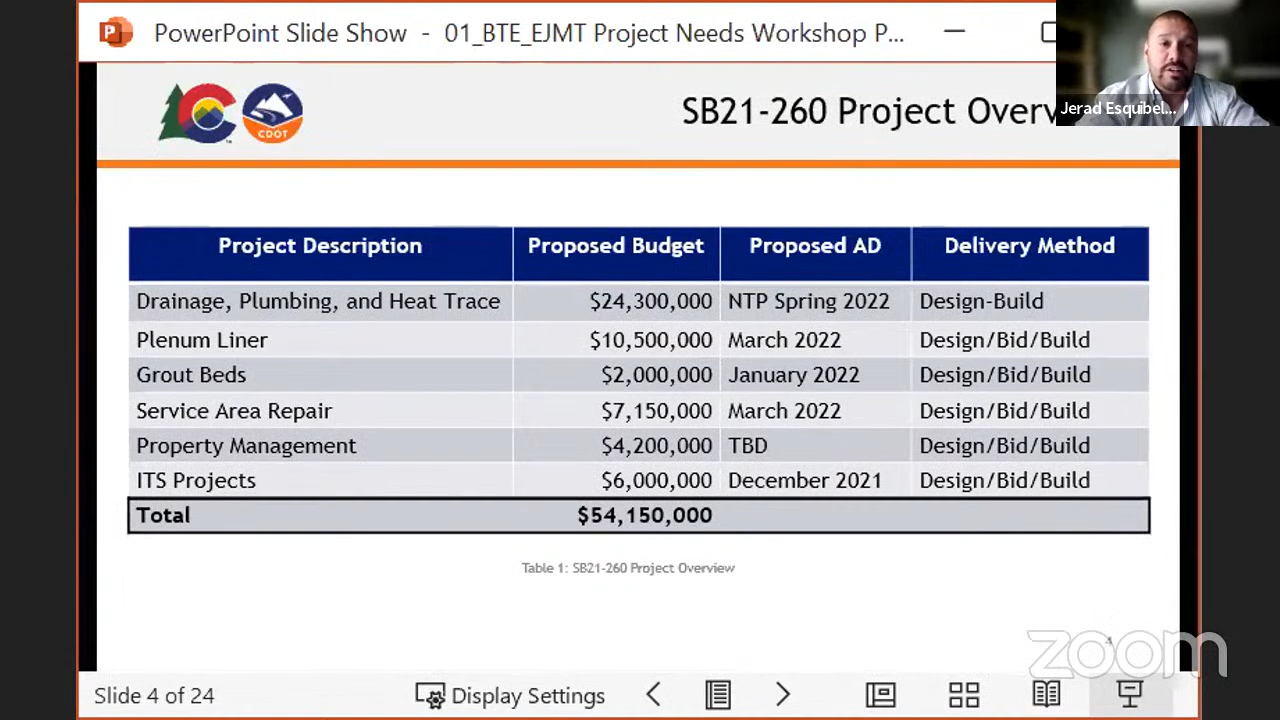 PowerPoint Slide Show - 01_BTE_EJMT Project Needs Workshop P...
Jerad Esquibel...
CDOT
SB21-260 Project Overv
Project Description Proposed Budget Proposed AD Delivery Method
Drainage, Plumbing, and Heat Trace $24,300,000 NTP Spring 2022 Design-Build
Plenum Liner $10,500,000 March 2022 Design/Bid/Build
Grout Beds $2,000,000 January 2022 Design/Bid/Build
Service Area Repair $7,150,000 March 2022 Design/Bid/Build
Property Management $4,200,000 TBD Design/Bid/Build
ITS Projects $6,000,000 December 2021 Design/Bid/Build
Total $54,150,000
Table 1: SB21-260 Project Overview
4
zoom
Slide 4 of 24 Display Settings